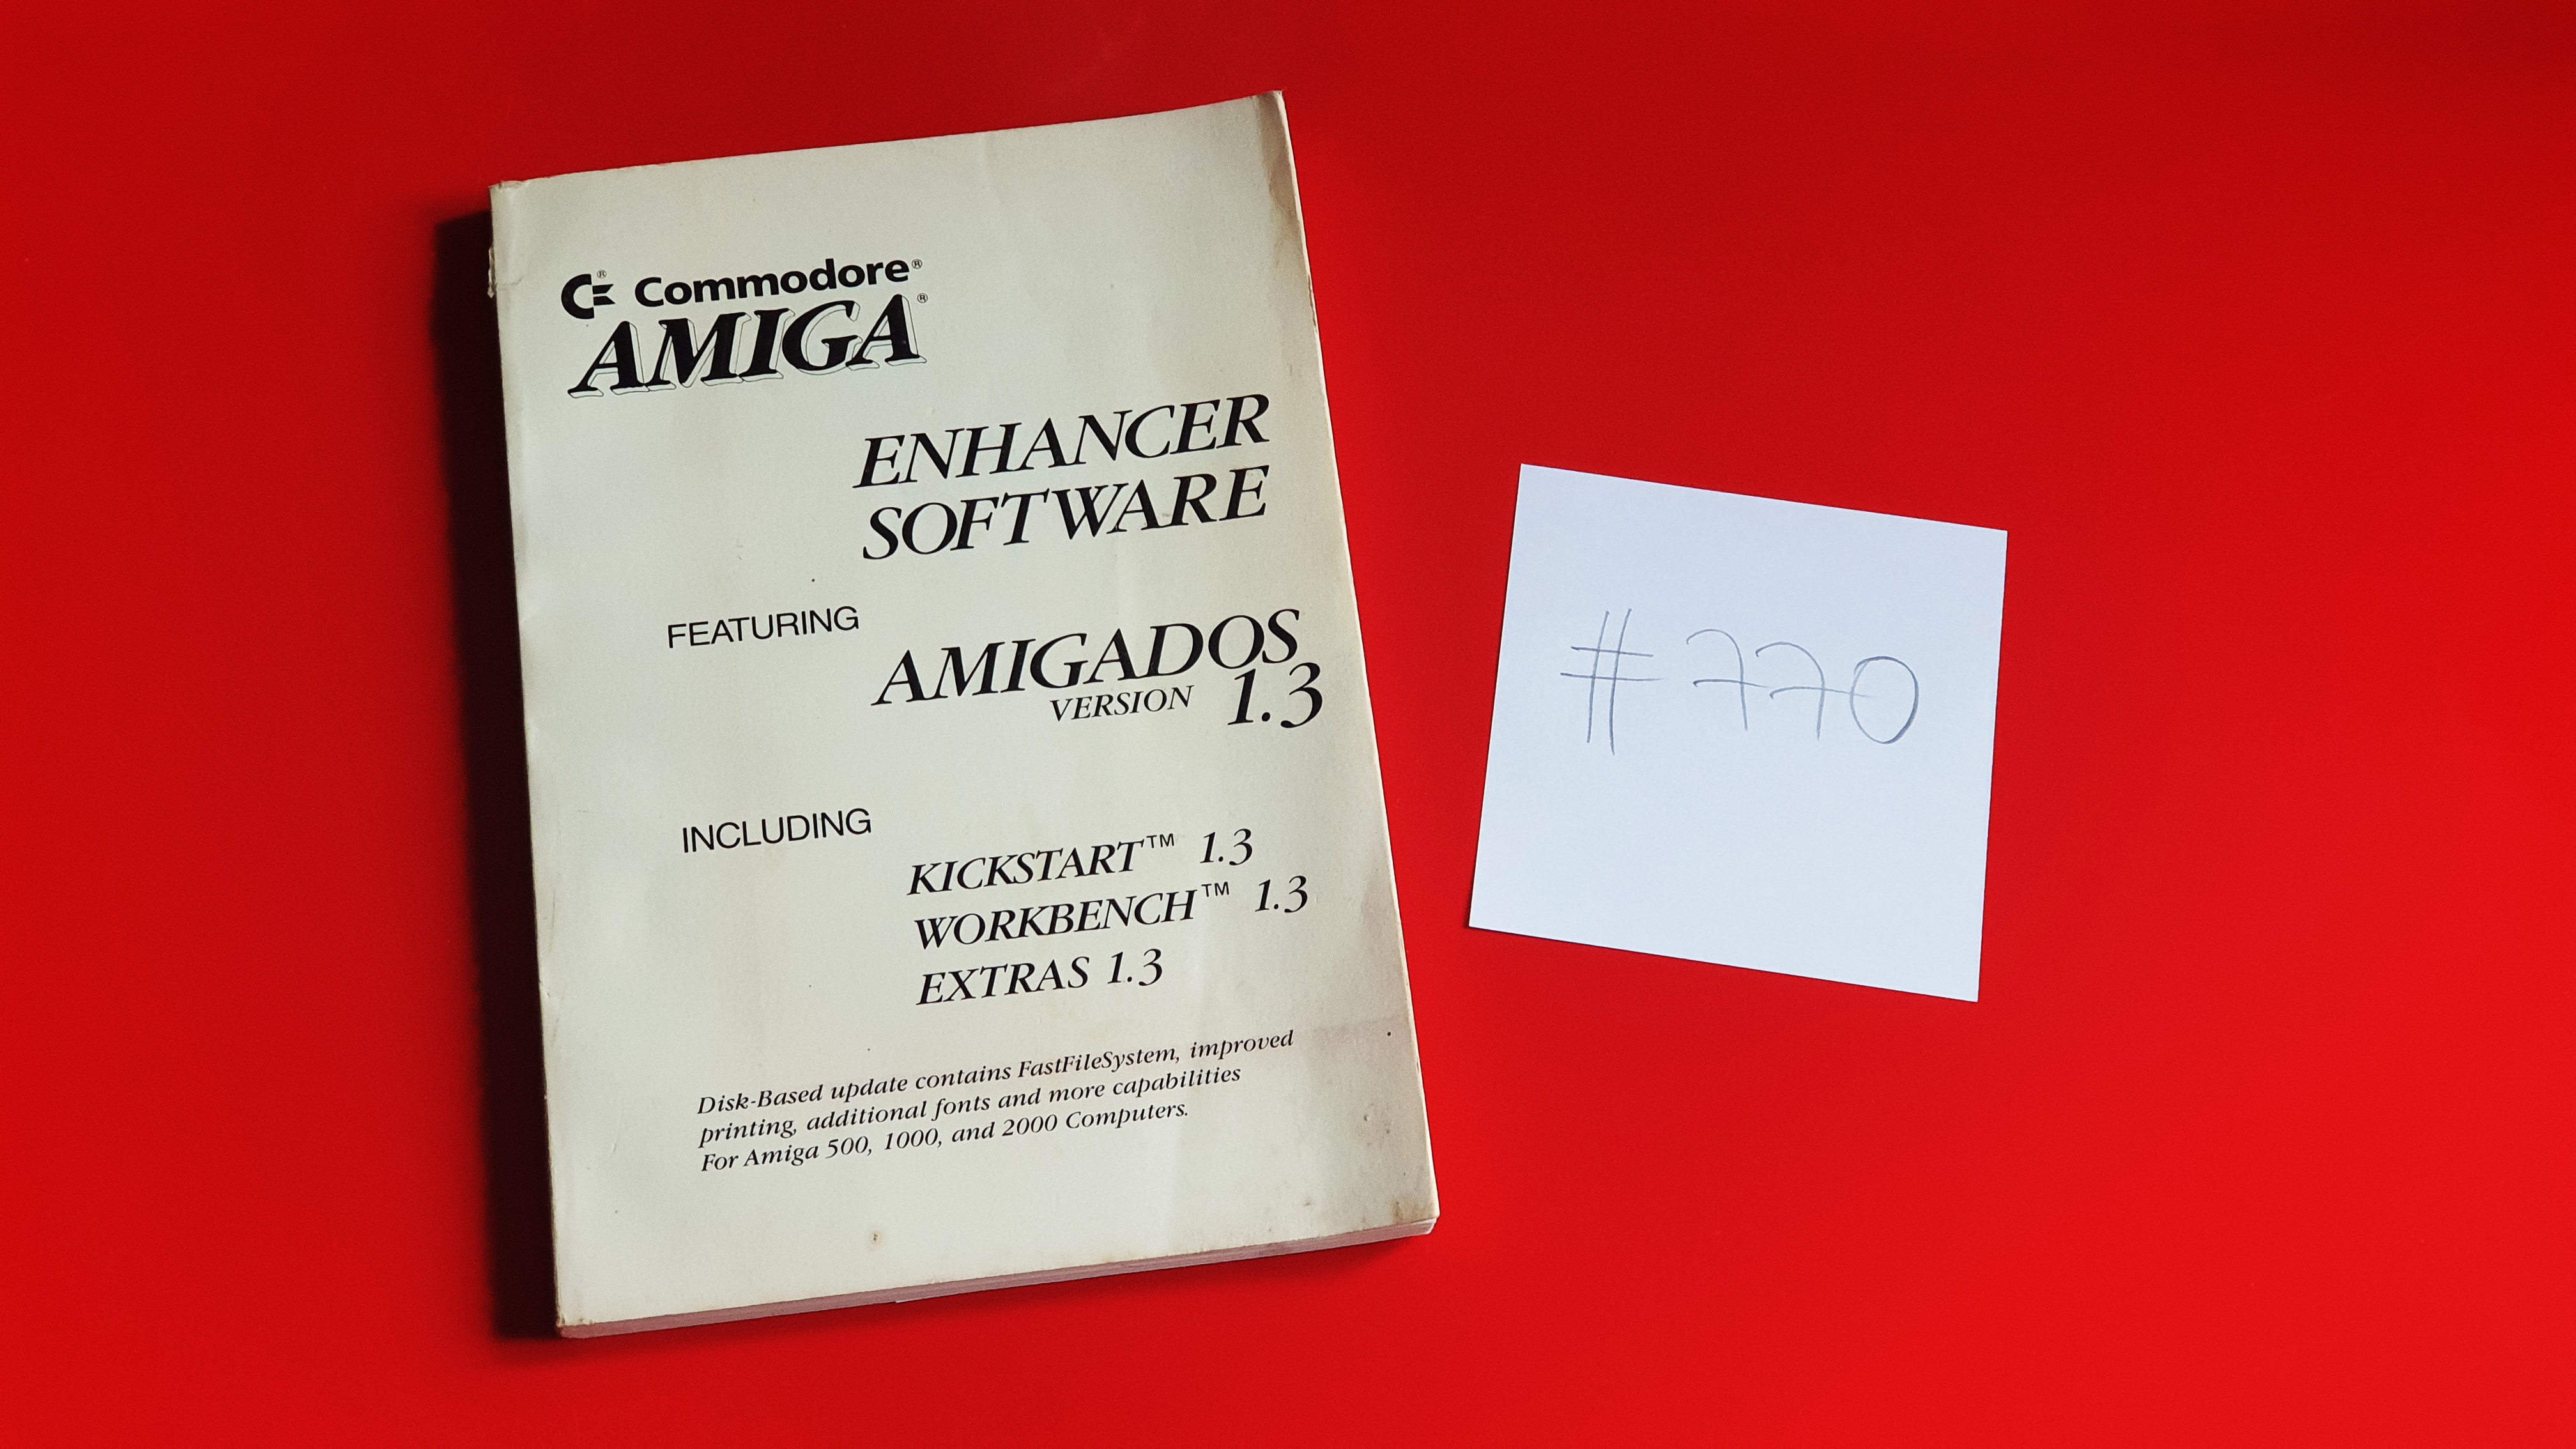 Commodore®
AMIGA®
ENHANCER
SOFTWARE
FEATURING
AMIGADOS
VERSION 1.3
INCLUDING
KICKSTART™ 1.3
WORKBENCH™ 1.3
EXTRAS 1.3
Disk-Based update contains FastFileSystem, improved
printing, additional fonts and more capabilities
For Amiga 500, 1000, and 2000 Computers.
#770